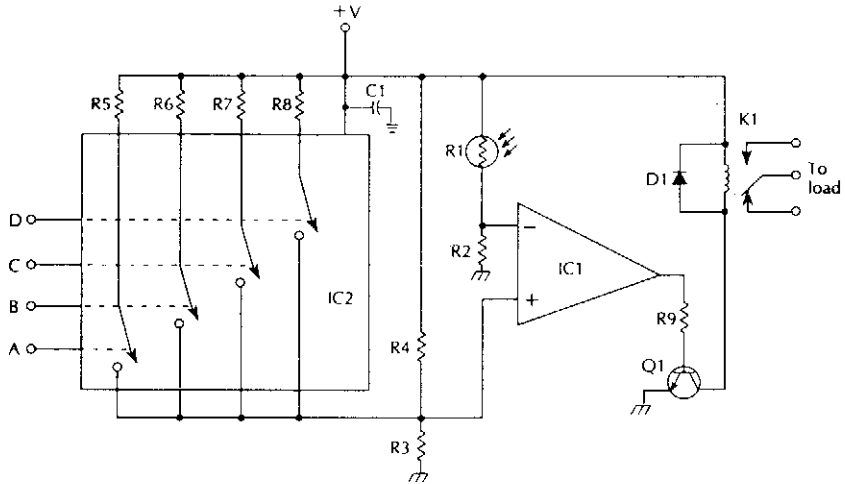 +V
R5
R6
R7
R8
C1
K1
R1
D1
To
load
D
R2
−
IC1
C
+
B
IC2
R9
A
R4
Q1
R3